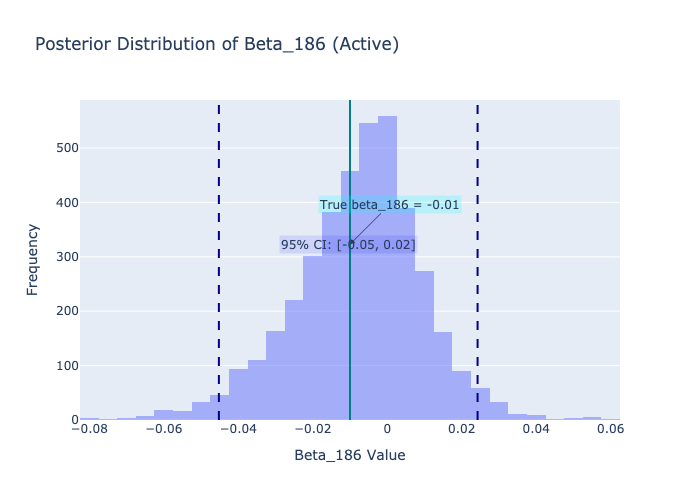 Posterior Distribution of Beta_186 (Active)
500
400
300
200
100
0
Frequency
True beta_186 = -0.01
95% CI: [-0.05, 0.02]
−0.08 −0.06 −0.04 −0.02 0 0.02 0.04 0.06
Beta_186 Value